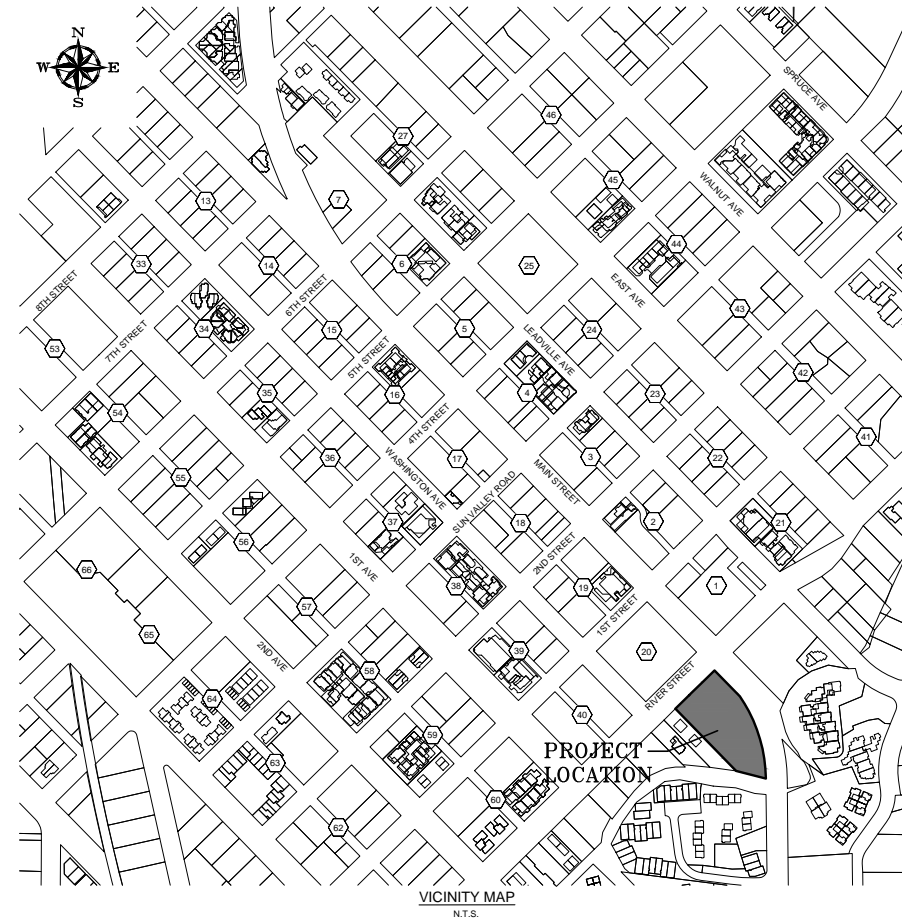 N
W E
S
SPRUCE AVE
46
27
45
WALNUT AVE
13
7
44
33
14
6
25
EAST AVE
8TH STREET
6TH STREET
43
34
15
5
24
7TH STREET
LEADVILLE AVE
53
5TH STREET
42
35
16
4
23
54
4TH STREET
41
36
17
3
22
WASHINGTON AVE
MAIN STREET
55
SUN VALLEY ROAD
37
18
2
21
56
1ST AVE
2ND STREET
66
38
19
1
57
1ST STREET
65
39
20
2ND AVE
58
RIVER STREET
64
40
59
PROJECT
LOCATION
63
60
62
VICINITY MAP
N.T.S.